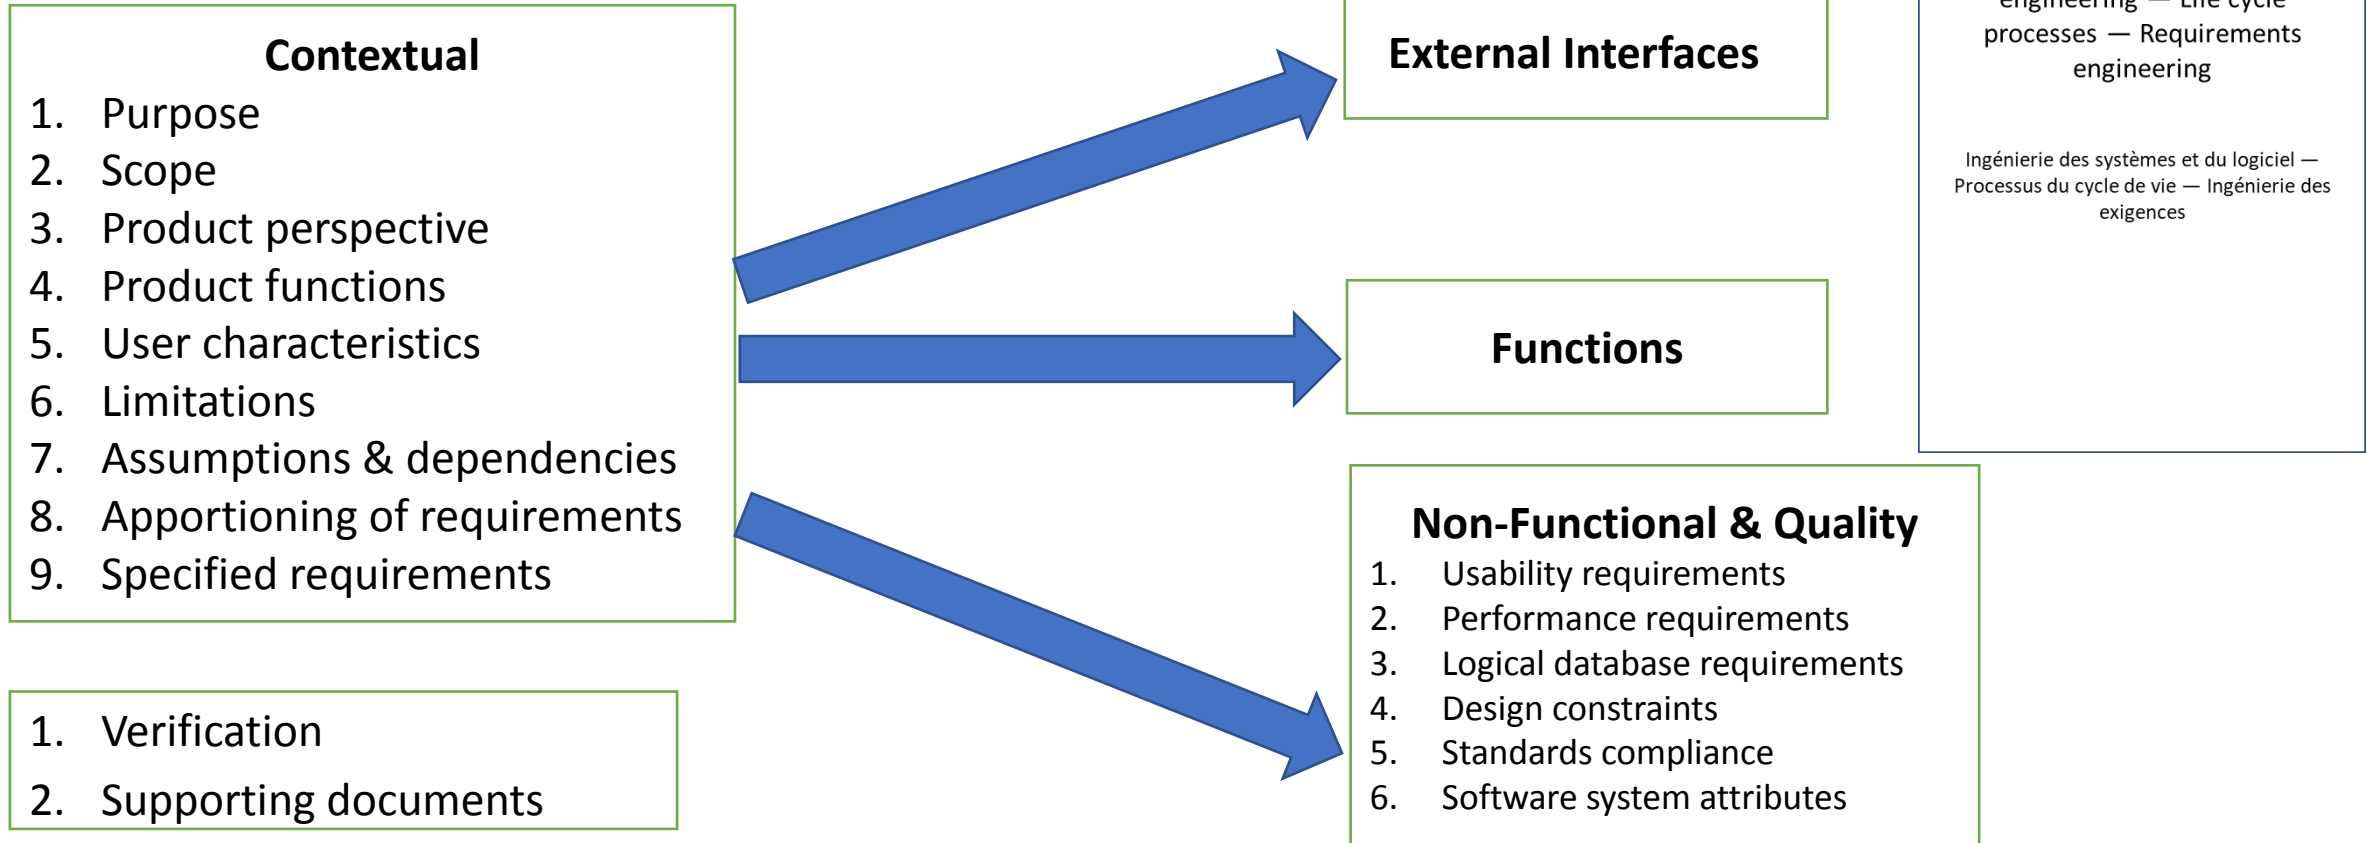 Contextual
1. Purpose
2. Scope
3. Product perspective
4. Product functions
5. User characteristics
6. Limitations
7. Assumptions & dependencies
8. Apportioning of requirements
9. Specified requirements
1. Verification
2. Supporting documents
External Interfaces
Functions
Non-Functional & Quality
1. Usability requirements
2. Performance requirements
3. Logical database requirements
4. Design constraints
5. Standards compliance
6. Software system attributes
engineering — Life cycle
processes — Requirements
engineering
Ingénierie des systèmes et du logiciel —
Processus du cycle de vie — Ingénierie des
exigences